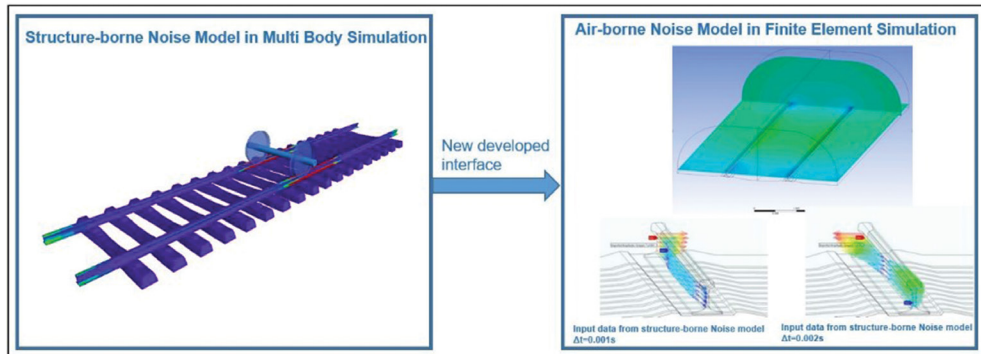 Structure-borne Noise Model in Multi Body Simulation
New developed
interface
Air-borne Noise Model in Finite Element Simulation
Input data from structure-borne Noise model
Δt=0.001s
Input data from structure-borne Noise model
Δt=0.002s